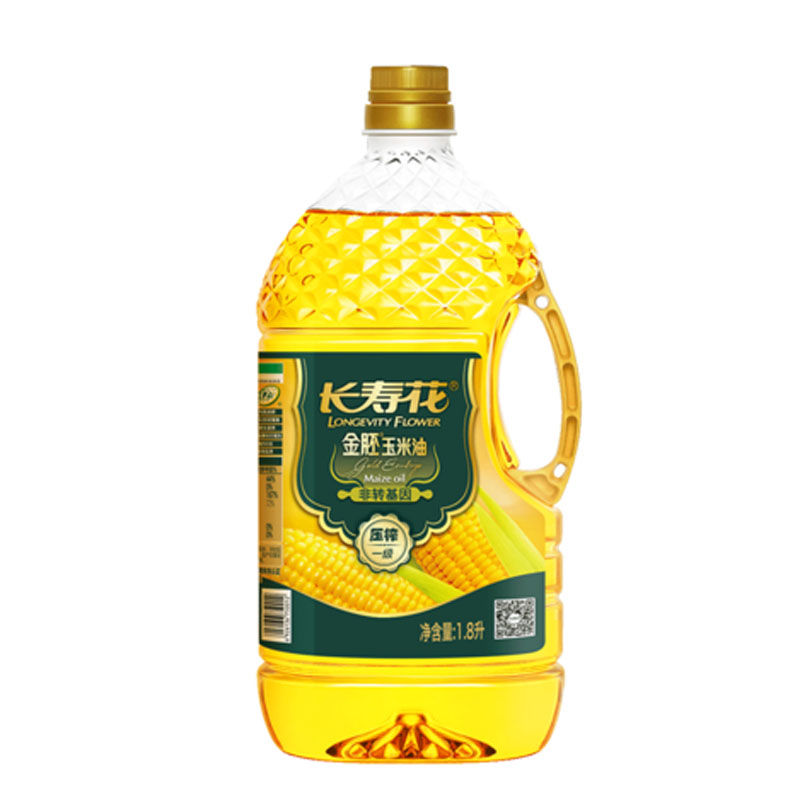 长寿花®
LONGEVITY FLOWER
金胚®玉米油
Gold Embryo
Maize oil
非转基因
压榨
一级
净含量:1.8升